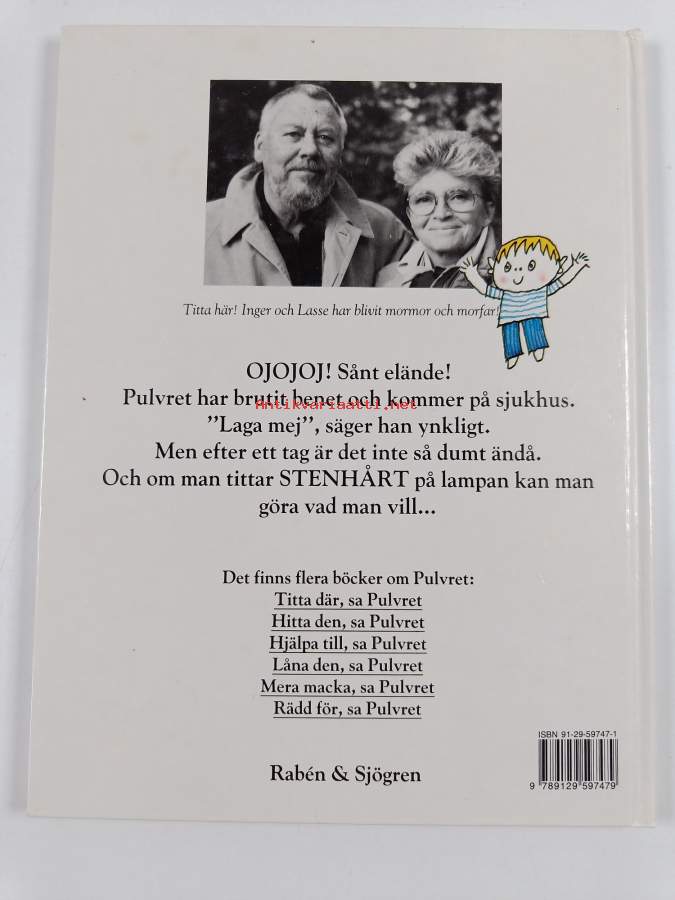 Titta här! Inger och Lasse har blivit mormor och morfar!
OJOJOJ! Sånt elände!
Pulvret har brutit benet och kommer på sjukhus.
Antikvariaatti.net
”Laga mej”, säger han ynkligt.
Men efter ett tag är det inte så dumt ändå.
Och om man tittar STENHÅRT på lampan kan man
göra vad man vill...
Det finns flera böcker om Pulvret:
Titta där, sa Pulvret
Hitta den, sa Pulvret
Hjälpa till, sa Pulvret
Låna den, sa Pulvret
Mera macka, sa Pulvret
Rädd för, sa Pulvret
Rabén & Sjögren
ISBN 91-29-59747-1
9 789129 597479